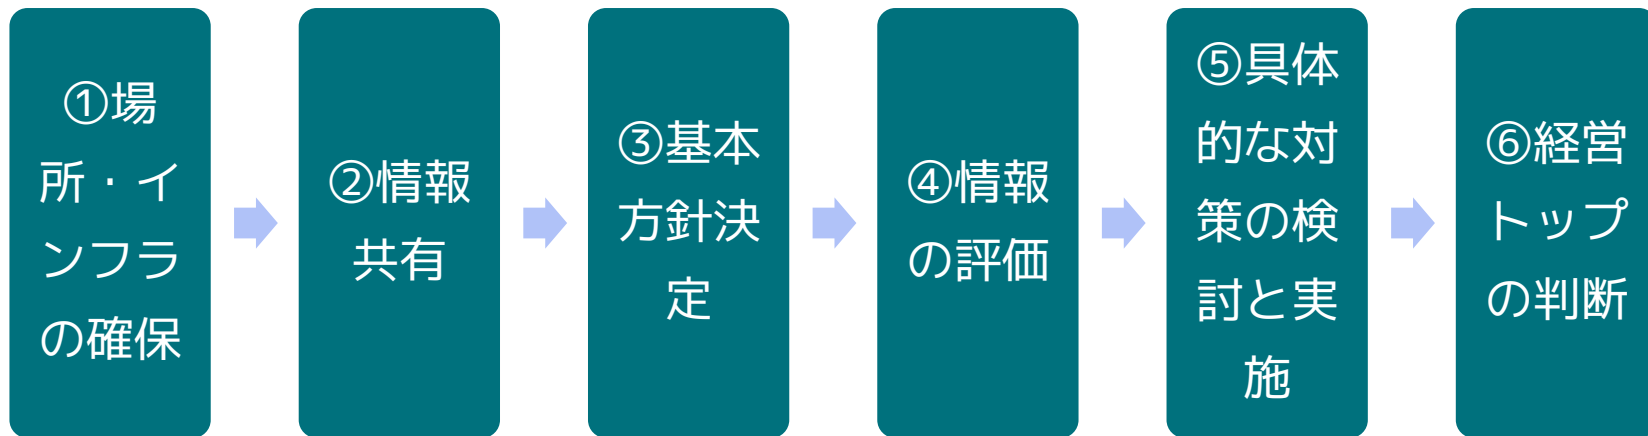 ①場
所・イ
ンフラ
の確保
②情報
共有
③基本
方針決
定
④情報
の評価
⑤具体
的な対
策の検
討と実
施
⑥経営
トップ
の判断